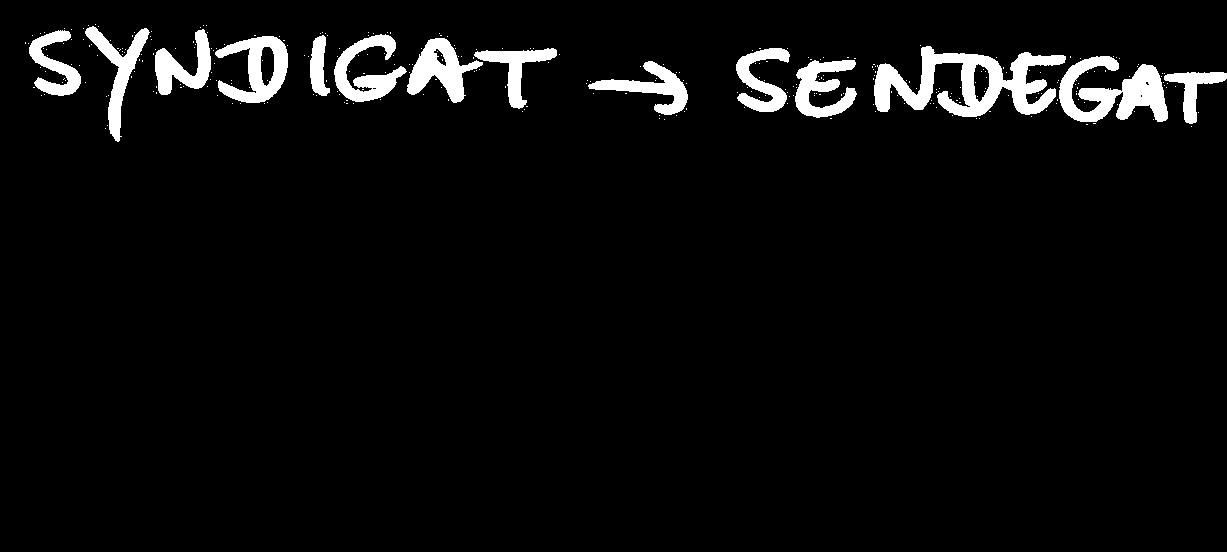 SYNDIGAT → SENDEGAT